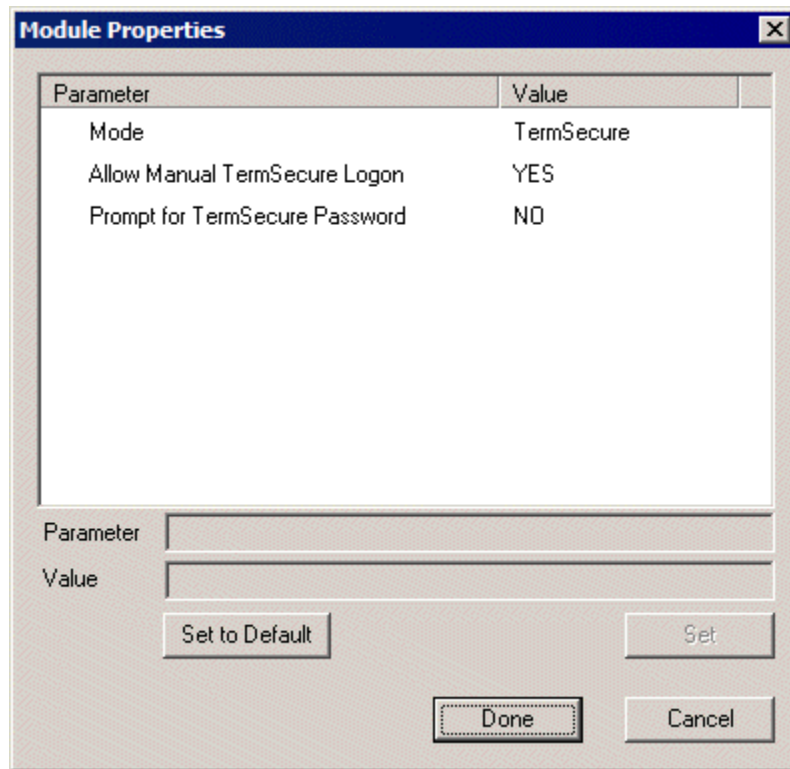 Module Properties
Parameter Value
Mode TermSecure
Allow Manual TermSecure Logon YES
Prompt for TermSecure Password NO
Parameter
Value
Set to Default Set
Done Cancel